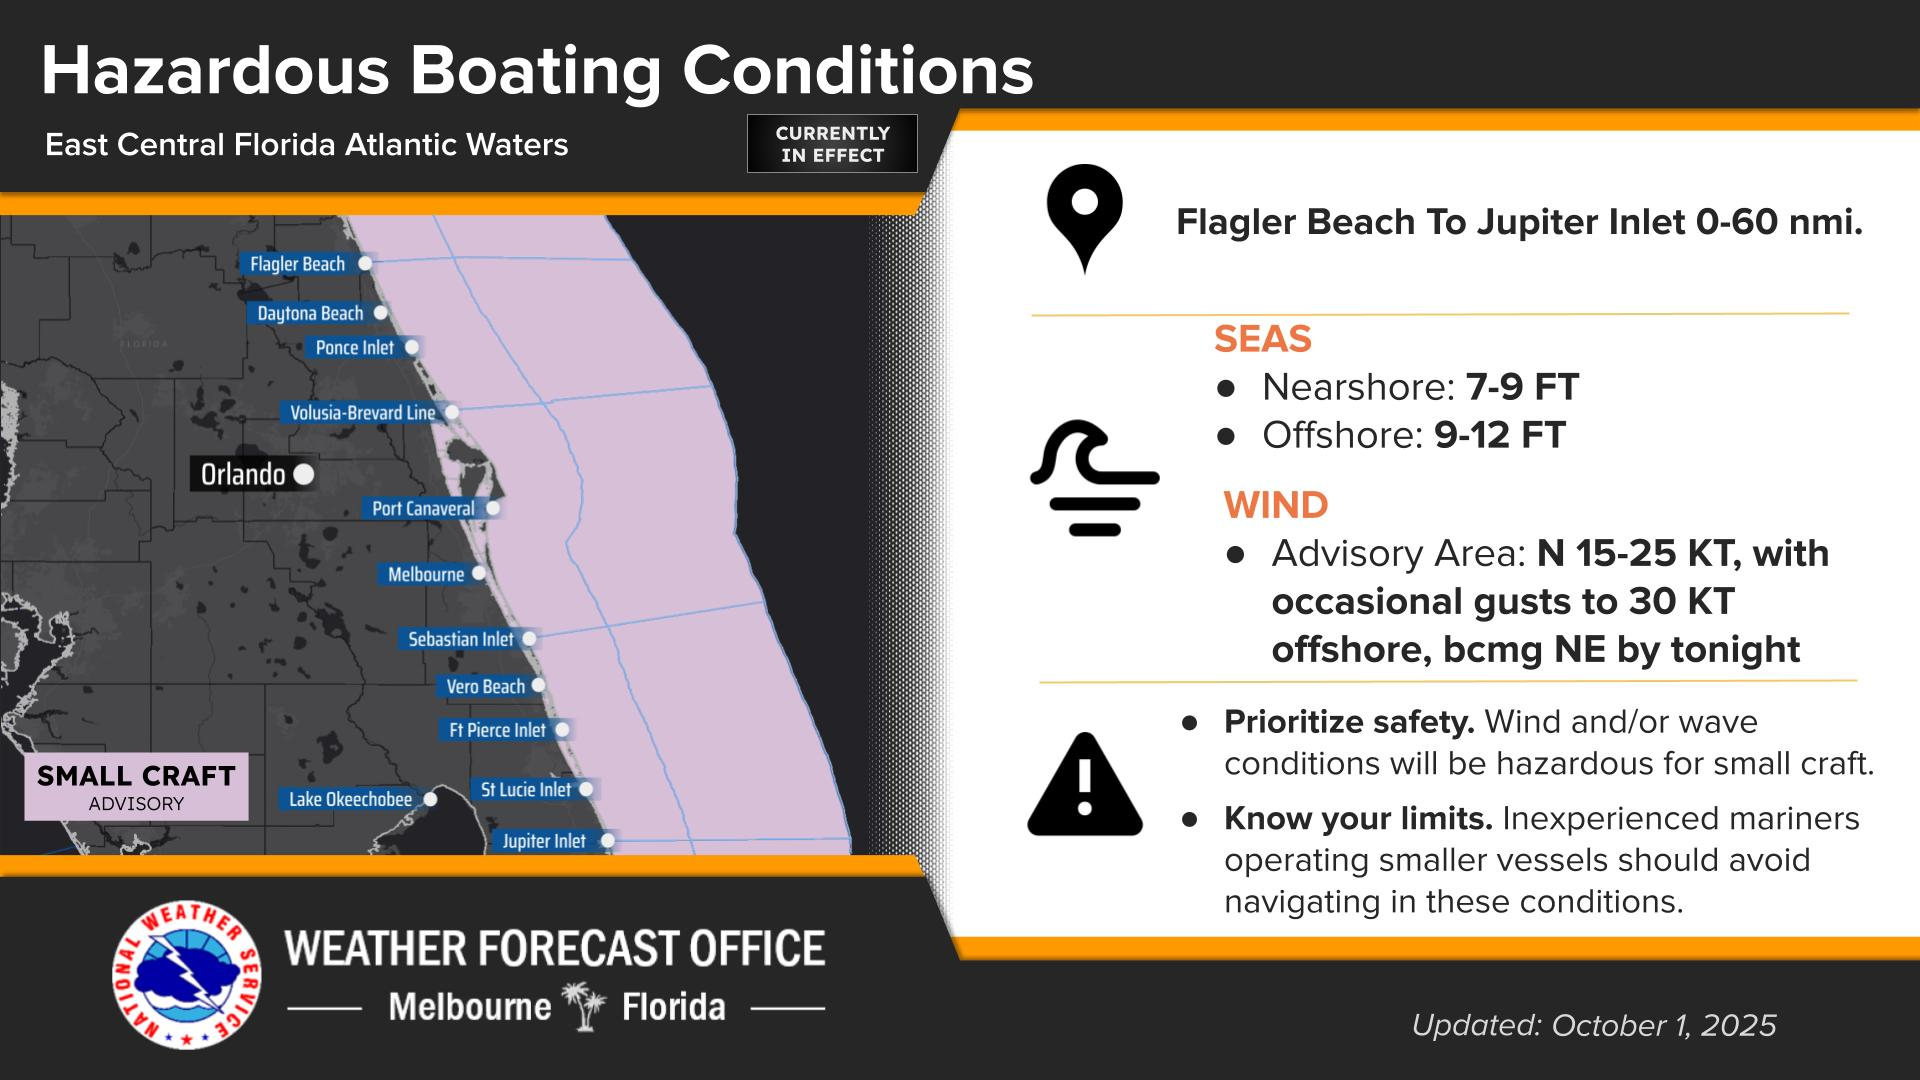 Hazardous Boating Conditions
East Central Florida Atlantic Waters
CURRENTLY
IN EFFECT
Flagler Beach
Daytona Beach
FLORIDA
Ponce Inlet
Volusia-Brevard Line
Orlando
Port Canaveral
Melbourne
Sebastian Inlet
Vero Beach
Ft Pierce Inlet
St Lucie Inlet
Lake Okeechobee
Jupiter Inlet
SMALL CRAFT
ADVISORY
Flagler Beach To Jupiter Inlet 0-60 nmi.
SEAS
● Nearshore: 7-9 FT
● Offshore: 9-12 FT
WIND
● Advisory Area: N 15-25 KT, with
occasional gusts to 30 KT
offshore, bcmg NE by tonight
● Prioritize safety. Wind and/or wave
conditions will be hazardous for small craft.
● Know your limits. Inexperienced mariners
operating smaller vessels should avoid
navigating in these conditions.
NATIONAL WEATHER SERVICE
WEATHER FORECAST OFFICE
Melbourne Florida
Updated: October 1, 2025